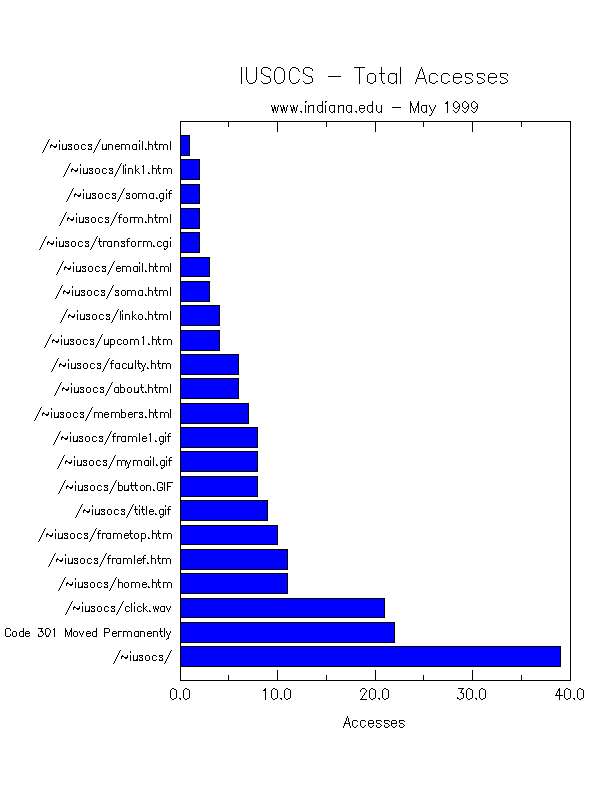 IUSOCS – Total Accesses
www.indiana.edu – May 1999
/~iusocs/unemail.html
/~iusocs/link1.htm
/~iusocs/soma.gif
/~iusocs/form.html
/~iusocs/transform.cgi
/~iusocs/email.html
/~iusocs/soma.html
/~iusocs/linko.html
/~iusocs/upcom1.htm
/~iusocs/faculty.htm
/~iusocs/about.html
/~iusocs/members.html
/~iusocs/framle1.gif
/~iusocs/mymail.gif
/~iusocs/button.GIF
/~iusocs/title.gif
/~iusocs/frametop.htm
/~iusocs/framlef.htm
/~iusocs/home.htm
/~iusocs/click.wav
Code 301 Moved Permanently
/~iusocs/
0.0 10.0 20.0 30.0 40.0
Accesses